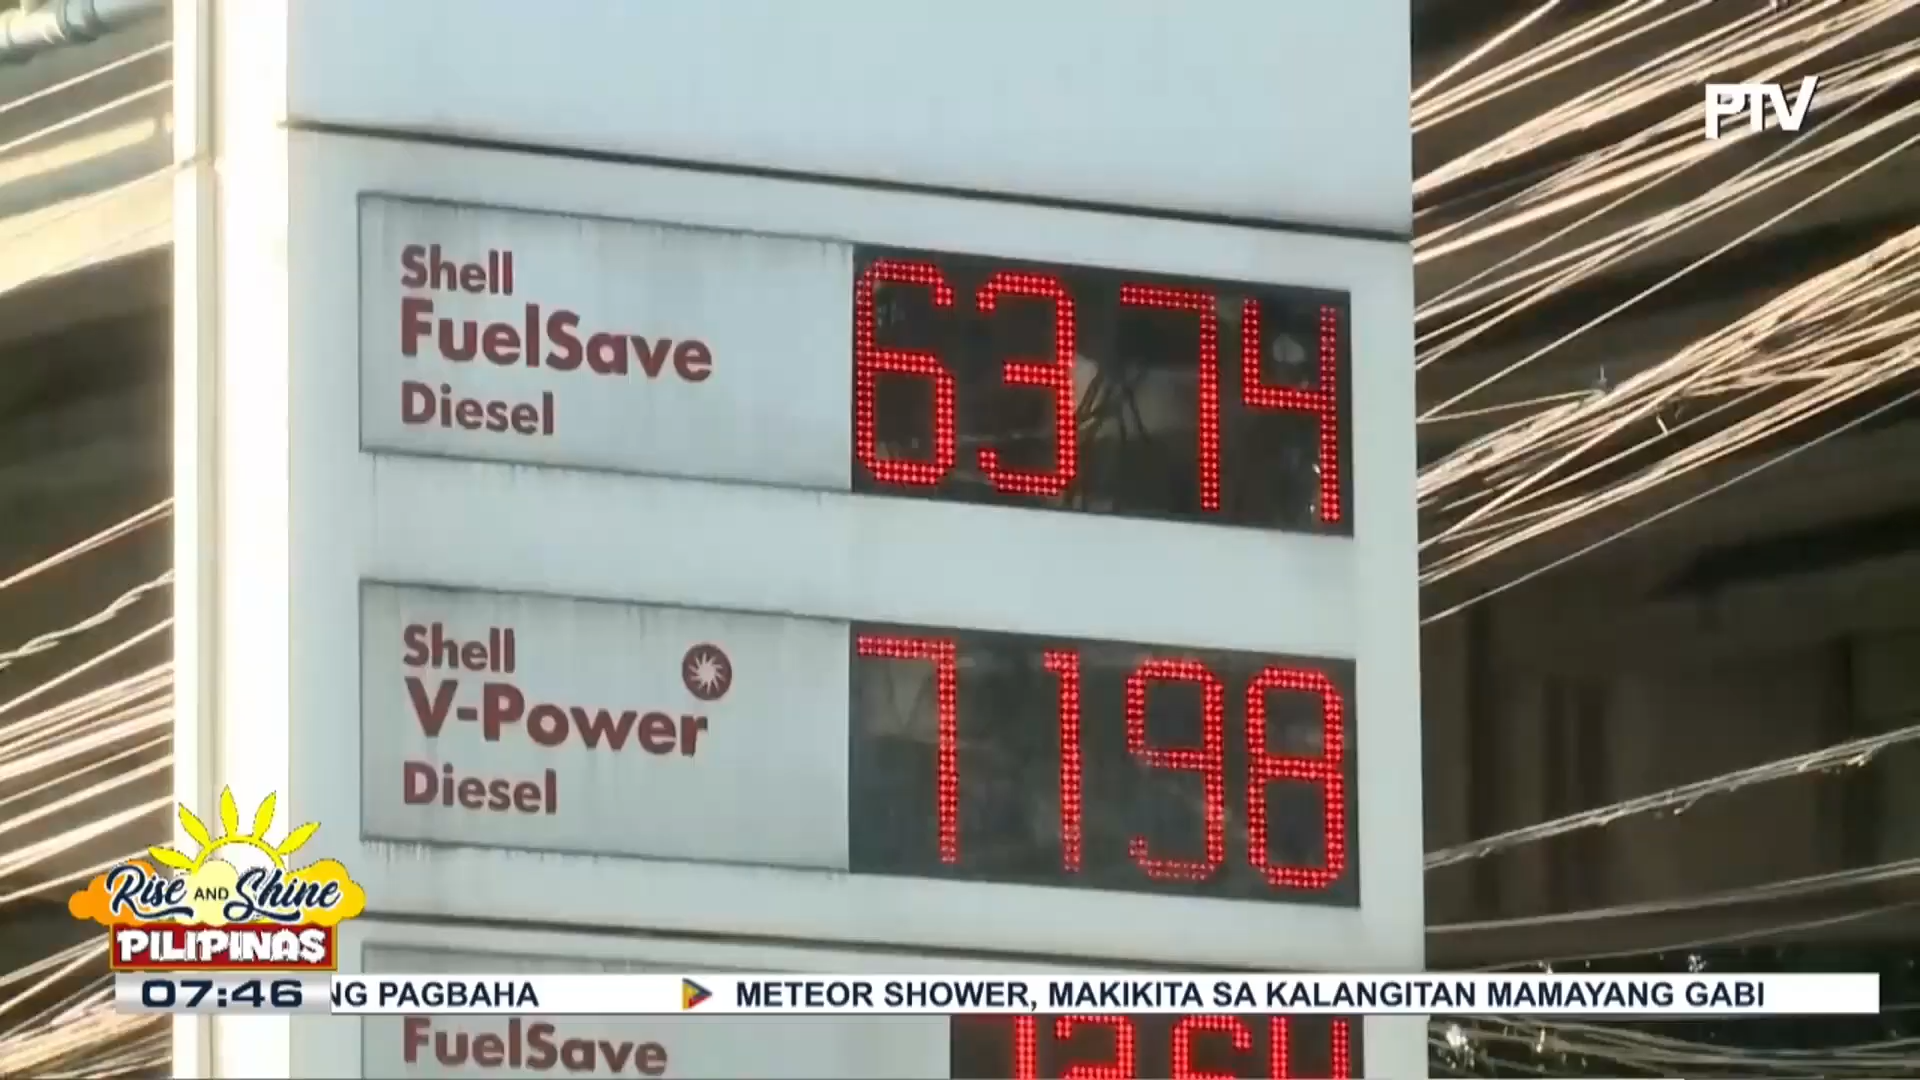 PTV
Shell
FuelSave
Diesel
6374
Shell
V-Power
Diesel
7198
Rise AND Shine
PILIPINAS
07:46
NG PAGBAHA
METEOR SHOWER, MAKIKITA SA KALANGITAN MAMAYANG GABI
FuelSave